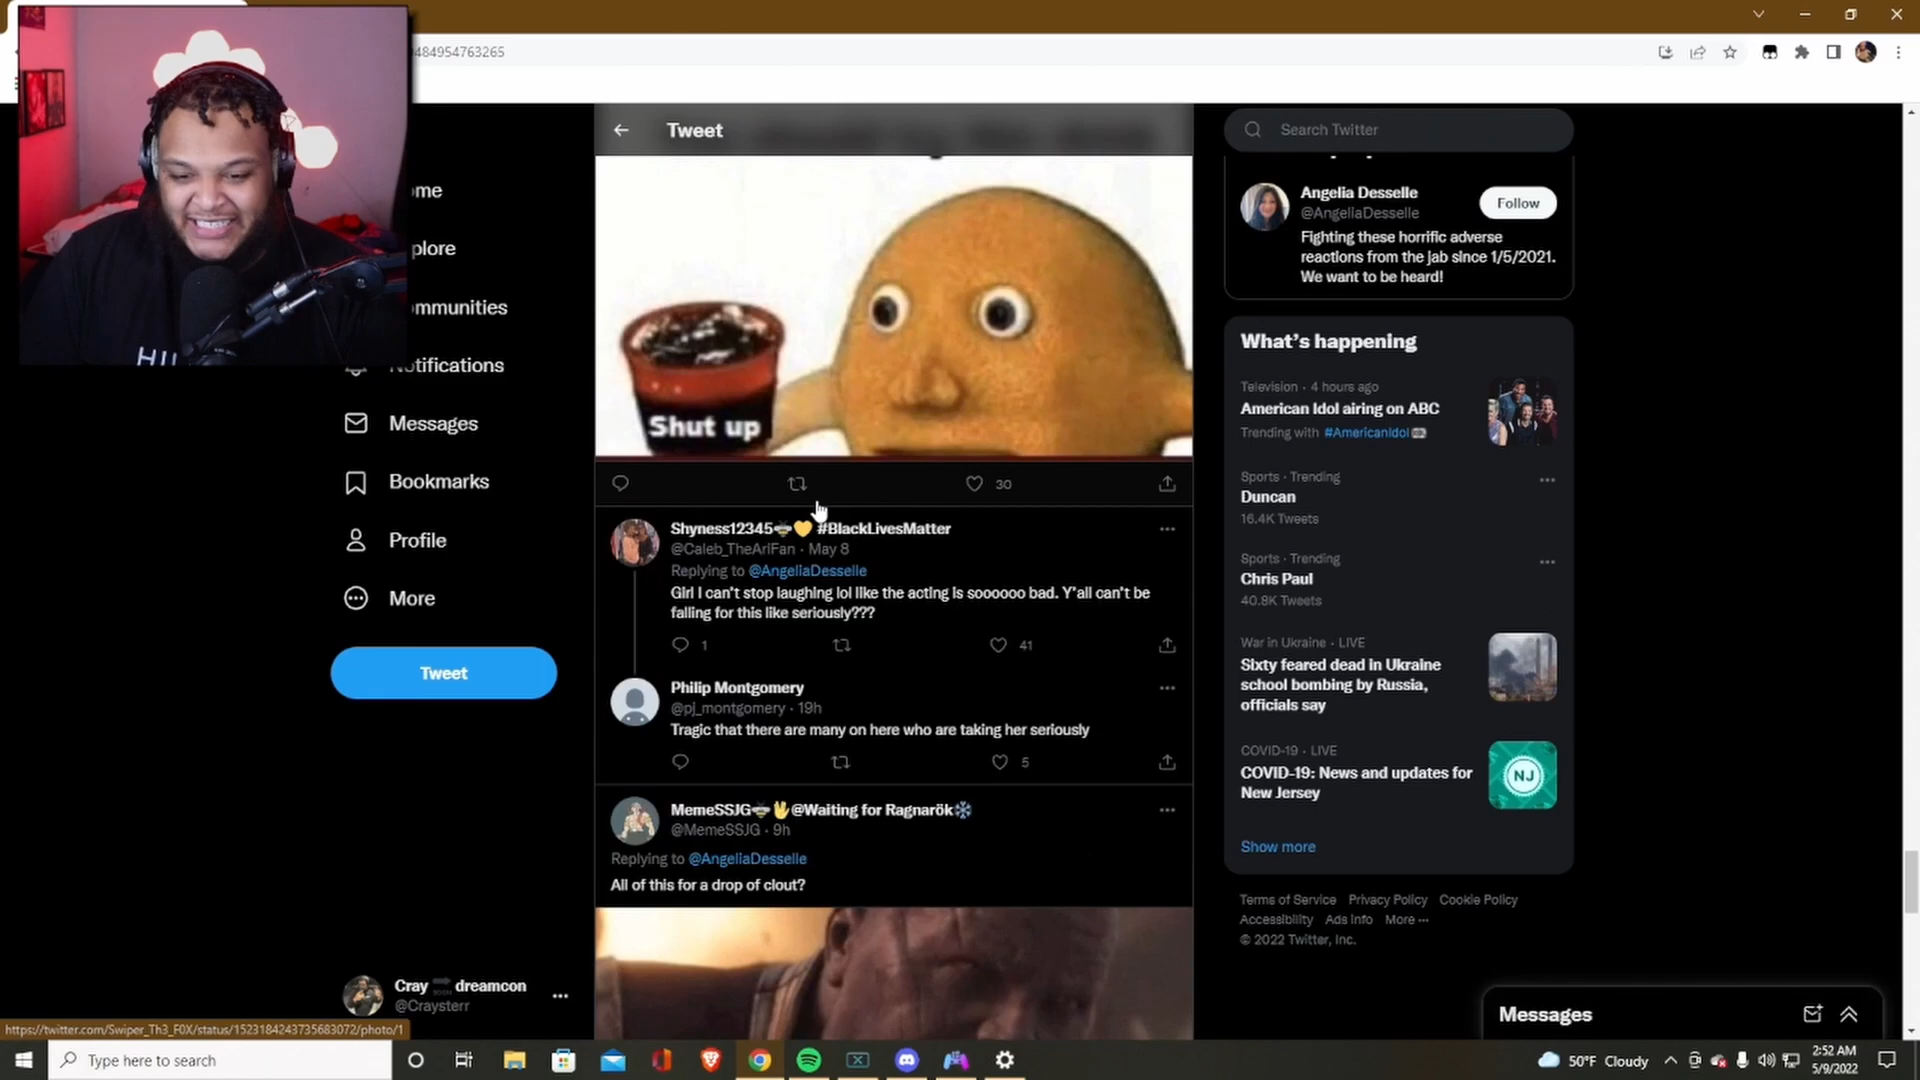 484954763265
ome
plore
ommunities
Notifications
Messages
Bookmarks
Profile
More
Tweet
Cray dreamcon
@Craysterr
https://twitter.com/Swiper_Th3_F0X/status/1523184243735683072/photo/1
Tweet
Shut up
30
Shyness12345🐝💛 #BlackLivesMatter
@Caleb_TheAriFan · May 8
Replying to @AngeliaDesselle
Girl I can't stop laughing lol like the acting is soooooo bad. Y'all can't be
falling for this like seriously???
1
41
Philip Montgomery
@pj_montgomery · 19h
Tragic that there are many on here who are taking her seriously
5
MemeSSJG🐝🖖@Waiting for Ragnarök❄️
@MemeSSJG · 9h
Replying to @AngeliaDesselle
All of this for a drop of clout?
Search Twitter
Angelia Desselle
@AngeliaDesselle
Follow
Fighting these horrific adverse
reactions from the jab since 1/5/2021.
We want to be heard!
What's happening
Television · 4 hours ago
American Idol airing on ABC
Trending with #AmericanIdol
Sports · Trending
Duncan
16.4K Tweets
Sports · Trending
Chris Paul
40.8K Tweets
War in Ukraine · LIVE
Sixty feared dead in Ukraine
school bombing by Russia,
officials say
COVID-19 · LIVE
COVID-19: News and updates for
New Jersey
NJ
Show more
Terms of Service Privacy Policy Cookie Policy
Accessibility Ads info More ···
© 2022 Twitter, Inc.
Messages
Type here to search
50°F Cloudy
2:52 AM
5/9/2022